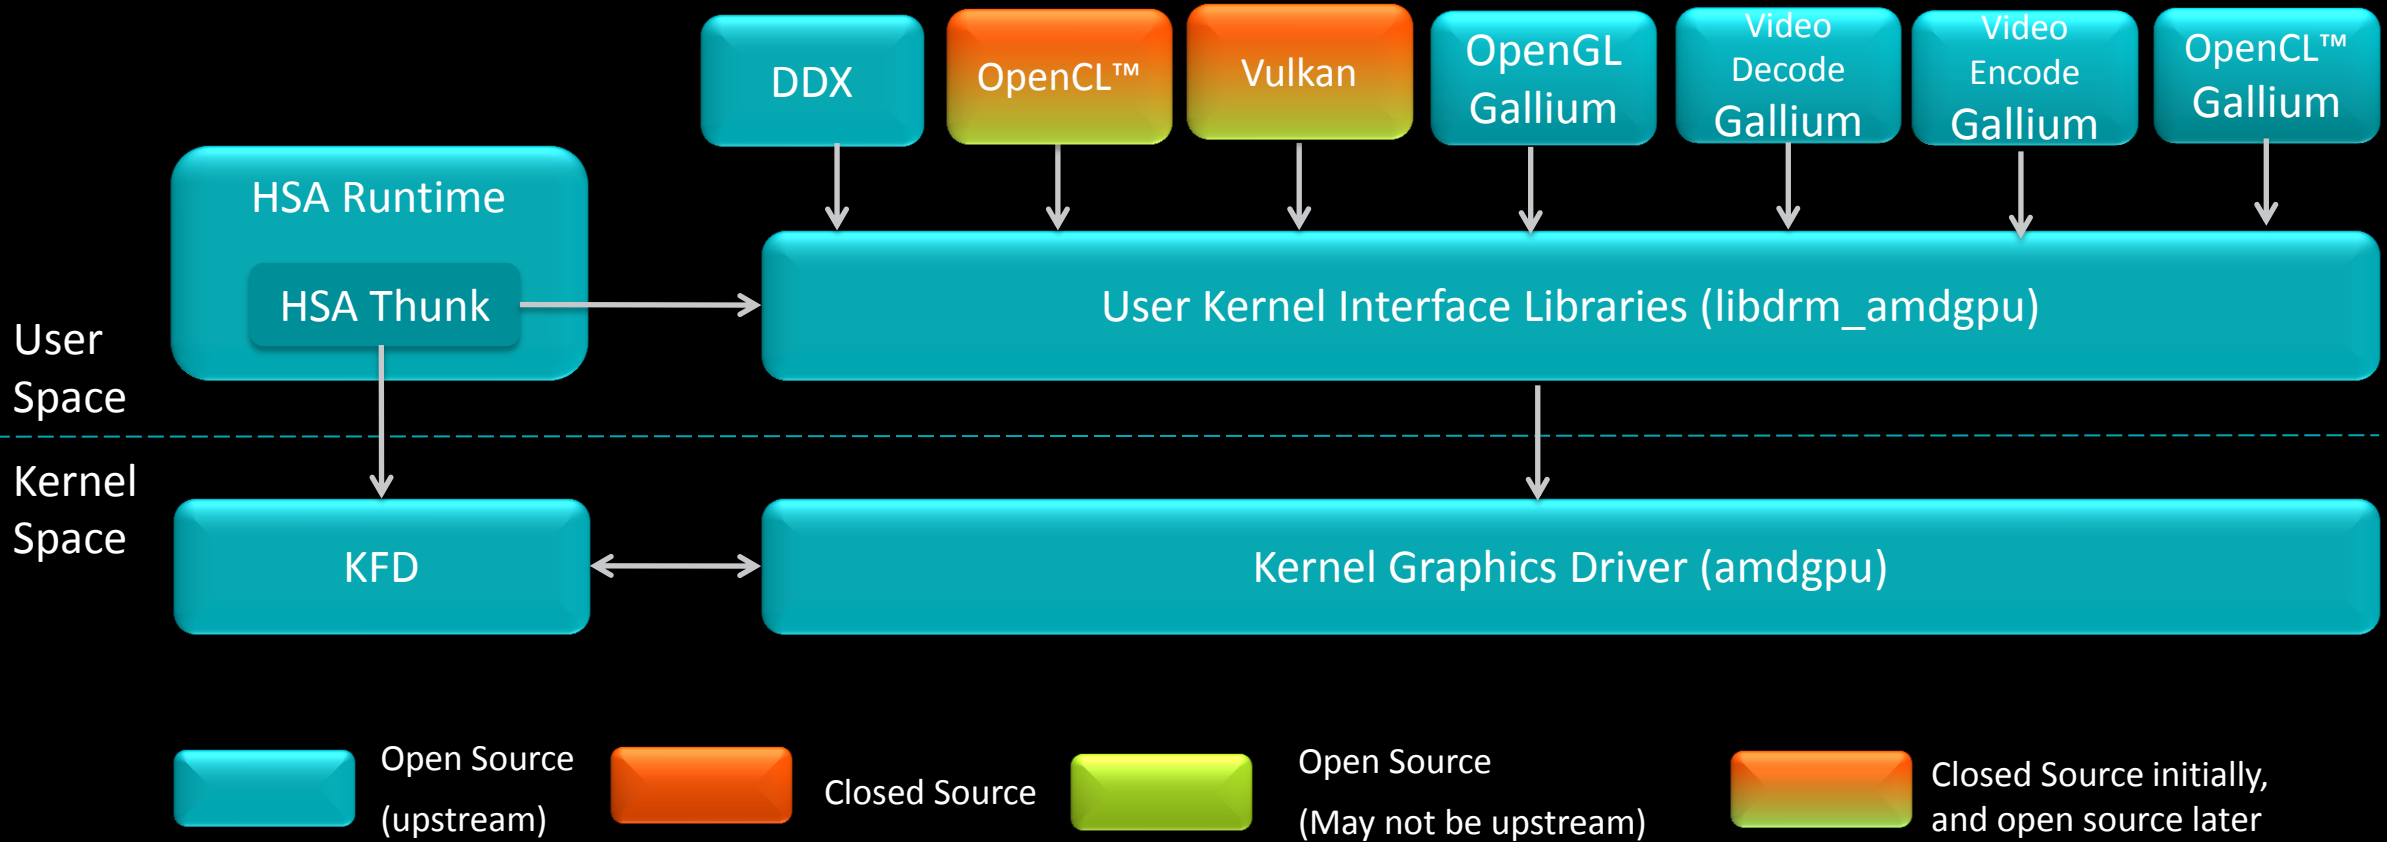 DDX
OpenCL™
Vulkan
OpenGL
Gallium
Video
Decode
Gallium
Video
Encode
Gallium
OpenCL™
Gallium
HSA Runtime
HSA Thunk
User Kernel Interface Libraries (libdrm_amdgpu)
User
Space
Kernel
Space
KFD
Kernel Graphics Driver (amdgpu)
Open Source
(upstream)
Closed Source
Open Source
(May not be upstream)
Closed Source initially,
and open source later